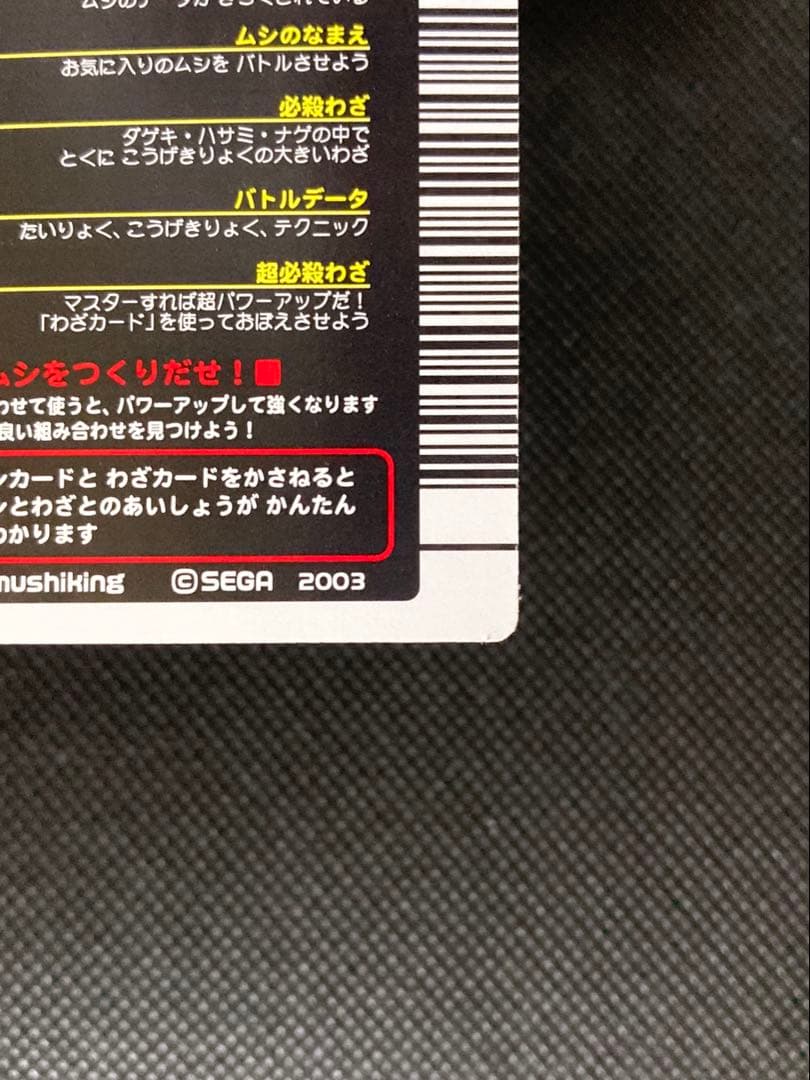 ムシのなまえ
お気に入りのムシを バトルさせよう
必殺わざ
ダゲキ・ハサミ・ナゲの中で
とくに こうげきりょくの大きいわざ
バトルデータ
たいりょく、こうげきりょく、テクニック
超必殺わざ
マスターすれば超パワーアップだ！
「わざカード」を使っておぼえさせよう
ムシをつくりだせ！■
わせて使うと、パワーアップして強くなります
良い組み合わせを見つけよう！
カードと わざカードをかさねると
とわざとのあいしょうが かんたん
わかります
mushiking ©SEGA 2003